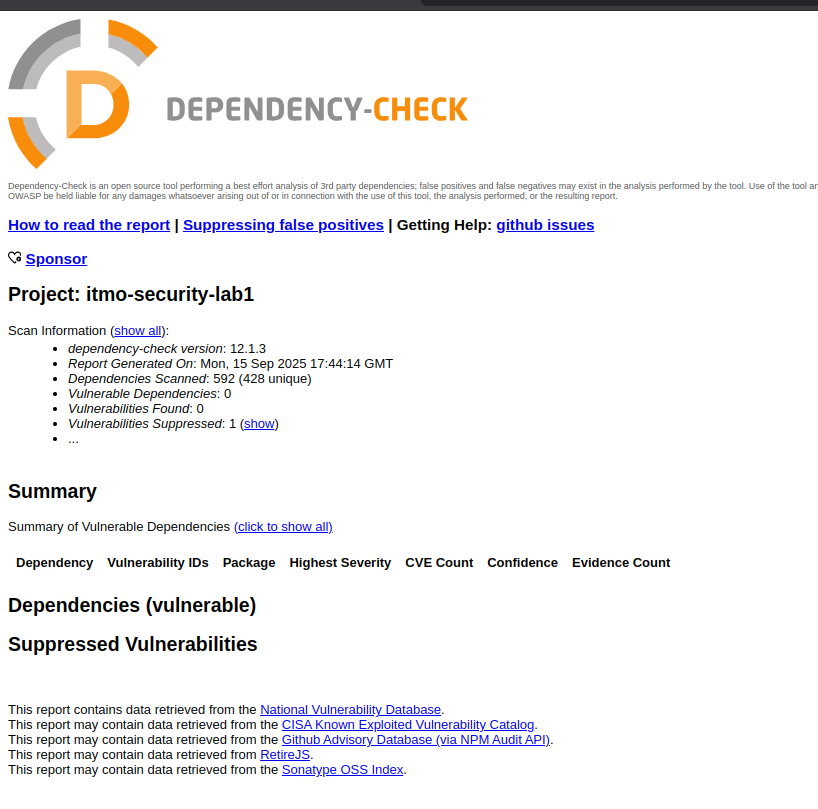 DEPENDENCY-CHECK
Dependency-Check is an open source tool performing a best effort analysis of 3rd party dependencies; false positives and false negatives may exist in the analysis performed by the tool. Use of the tool
OWASP be held liable for any damages whatsoever arising out of or in connection with the use of this tool, the analysis performed, or the resulting report.
How to read the report | Suppressing false positives | Getting Help: github issues
Sponsor
Project: itmo-security-lab1
Scan Information (show all):
• dependency-check version: 12.1.3
• Report Generated On: Mon, 15 Sep 2025 17:44:14 GMT
• Dependencies Scanned: 592 (428 unique)
• Vulnerable Dependencies: 0
• Vulnerabilities Found: 0
• Vulnerabilities Suppressed: 1 (show)
• ...
Summary
Summary of Vulnerable Dependencies (click to show all)
Dependency Vulnerability IDs Package Highest Severity CVE Count Confidence Evidence Count
Dependencies (vulnerable)
Suppressed Vulnerabilities
This report contains data retrieved from the National Vulnerability Database.
This report may contain data retrieved from the CISA Known Exploited Vulnerability Catalog.
This report may contain data retrieved from the Github Advisory Database (via NPM Audit API).
This report may contain data retrieved from RetireJS.
This report may contain data retrieved from the Sonatype OSS Index.